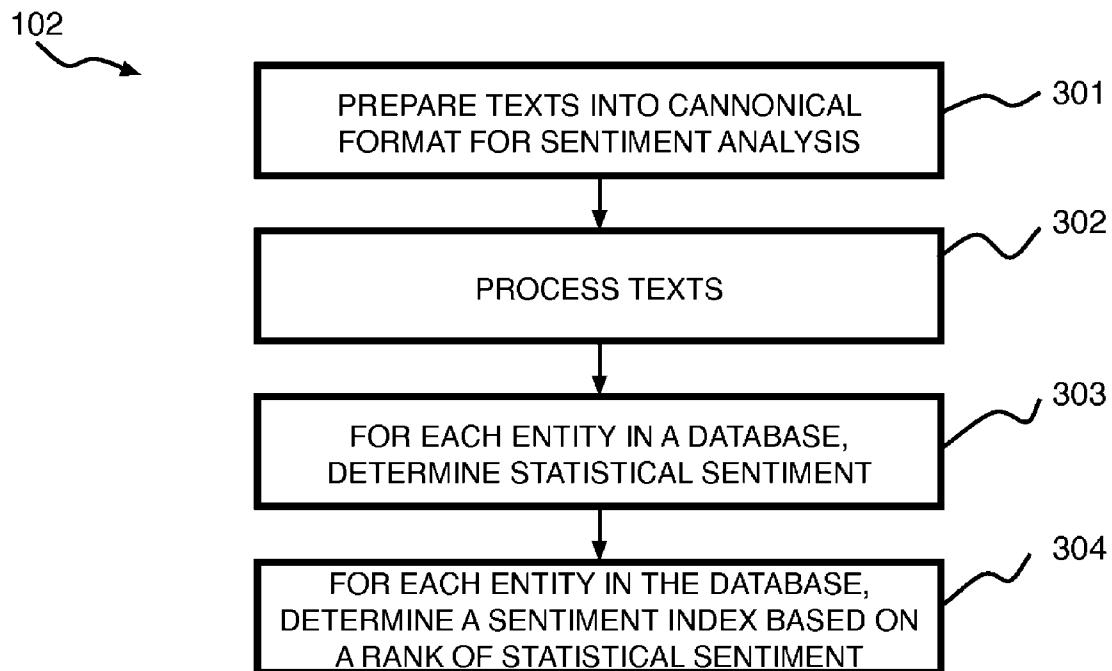 102
PREPARE TEXTS INTO CANNONICAL
FORMAT FOR SENTIMENT ANALYSIS
301
PROCESS TEXTS
302
FOR EACH ENTITY IN A DATABASE,
DETERMINE STATISTICAL SENTIMENT
303
FOR EACH ENTITY IN THE DATABASE,
DETERMINE A SENTIMENT INDEX BASED ON
A RANK OF STATISTICAL SENTIMENT
304